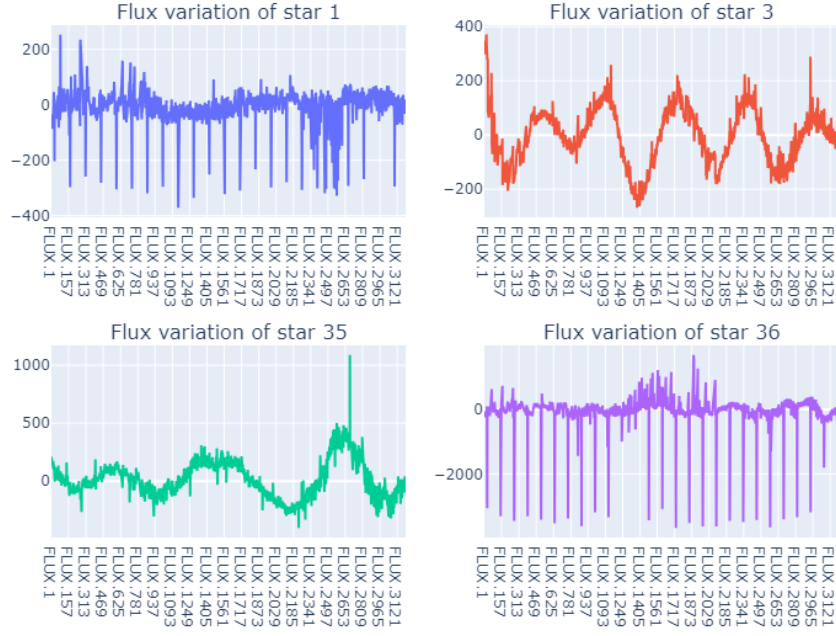 Flux variation of star 1
200
0
−200
−400
FLUX.1
FLUX.157
FLUX.313
FLUX.469
FLUX.625
FLUX.781
FLUX.937
FLUX.1093
FLUX.1249
FLUX.1405
FLUX.1561
FLUX.1717
FLUX.1873
FLUX.2029
FLUX.2185
FLUX.2341
FLUX.2497
FLUX.2653
FLUX.2809
FLUX.2965
FLUX.3121
Flux variation of star 3
400
200
0
−200
FLUX.1
FLUX.157
FLUX.313
FLUX.469
FLUX.625
FLUX.781
FLUX.937
FLUX.1093
FLUX.1249
FLUX.1405
FLUX.1561
FLUX.1717
FLUX.1873
FLUX.2029
FLUX.2185
FLUX.2341
FLUX.2497
FLUX.2653
FLUX.2809
FLUX.2965
FLUX.3121
Flux variation of star 35
1000
500
0
FLUX.1
FLUX.157
FLUX.313
FLUX.469
FLUX.625
FLUX.781
FLUX.937
FLUX.1093
FLUX.1249
FLUX.1405
FLUX.1561
FLUX.1717
FLUX.1873
FLUX.2029
FLUX.2185
FLUX.2341
FLUX.2497
FLUX.2653
FLUX.2809
FLUX.2965
FLUX.3121
Flux variation of star 36
0
−2000
FLUX.1
FLUX.157
FLUX.313
FLUX.469
FLUX.625
FLUX.781
FLUX.937
FLUX.1093
FLUX.1249
FLUX.1405
FLUX.1561
FLUX.1717
FLUX.1873
FLUX.2029
FLUX.2185
FLUX.2341
FLUX.2497
FLUX.2653
FLUX.2809
FLUX.2965
FLUX.3121